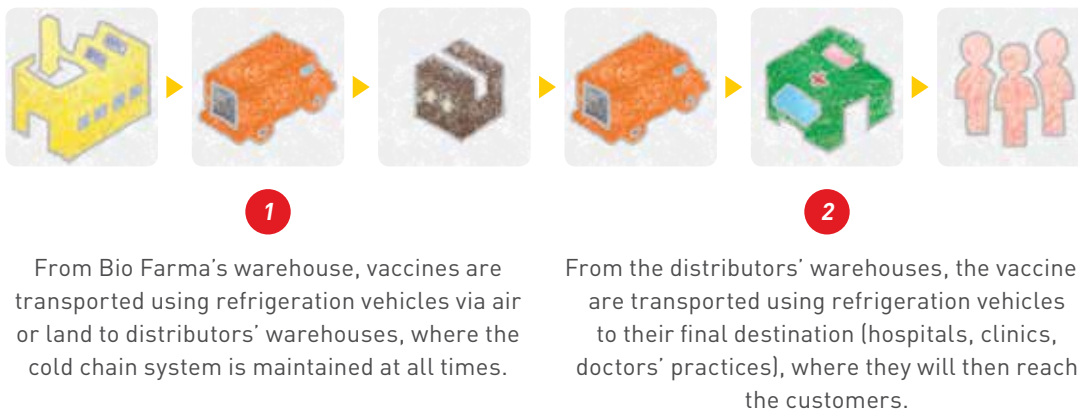 1
From Bio Farma's warehouse, vaccines are
transported using refrigeration vehicles via air
or land to distributors' warehouses, where the
cold chain system is maintained at all times.
2
From the distributors' warehouses, the vaccine
are transported using refrigeration vehicles
to their final destination (hospitals, clinics,
doctors' practices), where they will then reach
the customers.